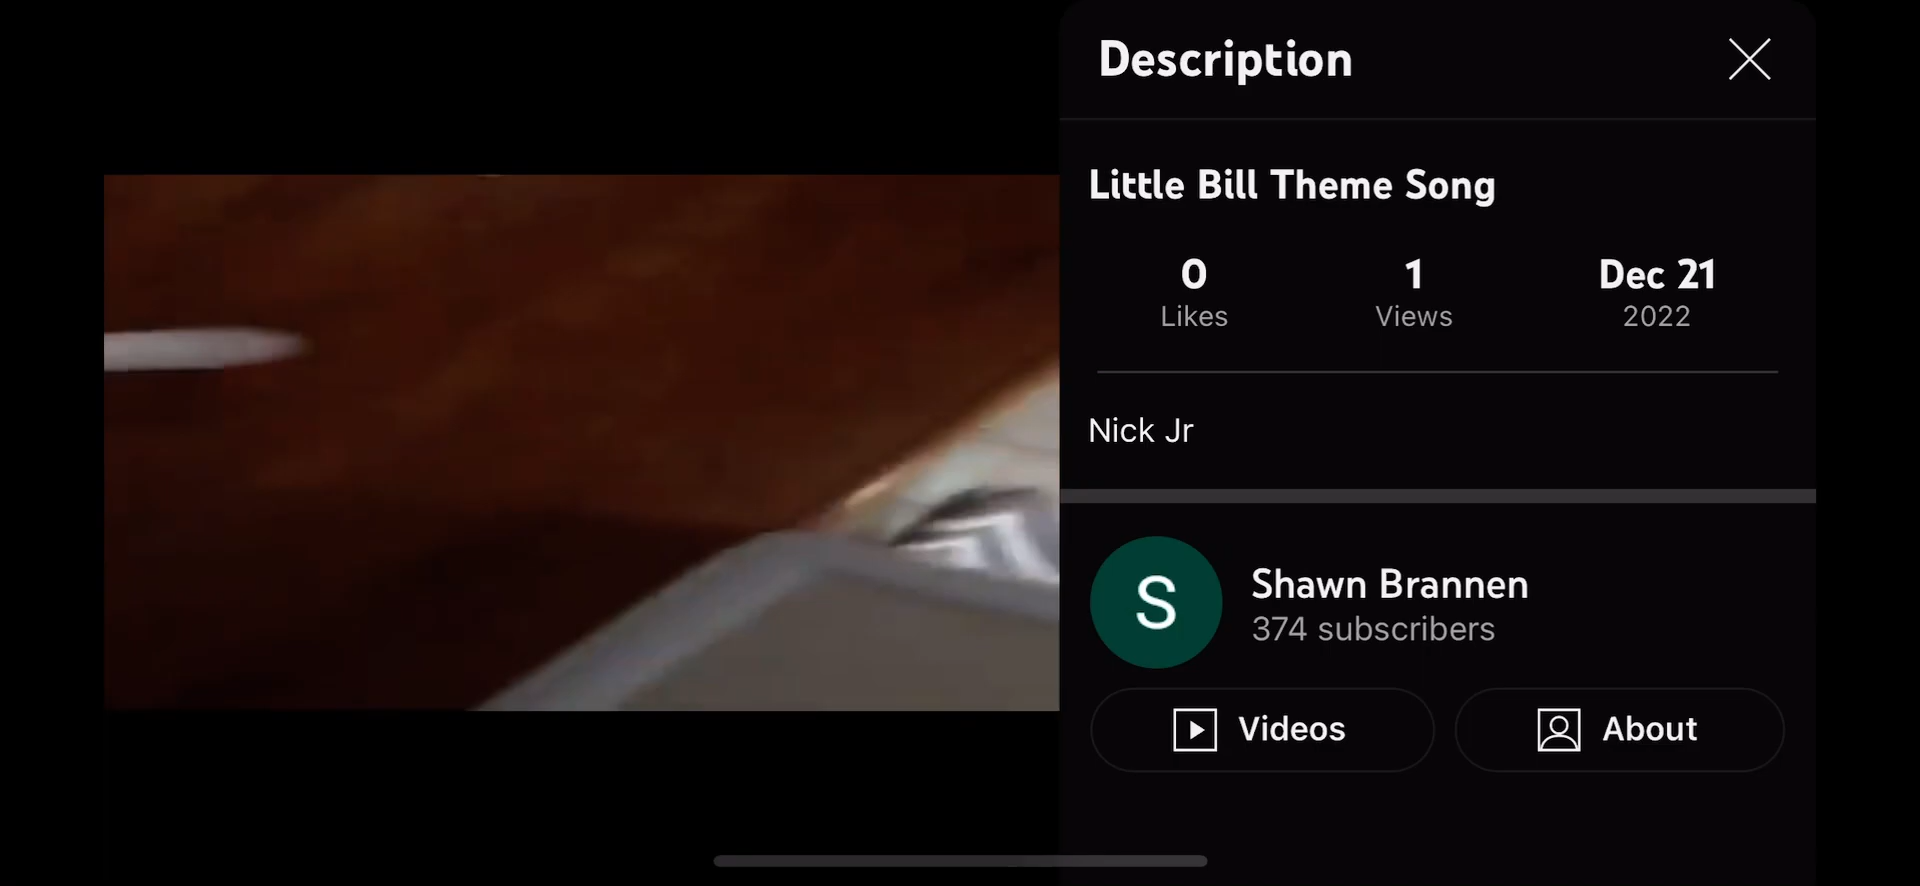 Description
Little Bill Theme Song
0
Likes
1
Views
Dec 21
2022
Nick Jr
S
Shawn Brannen
374 subscribers
Videos
About